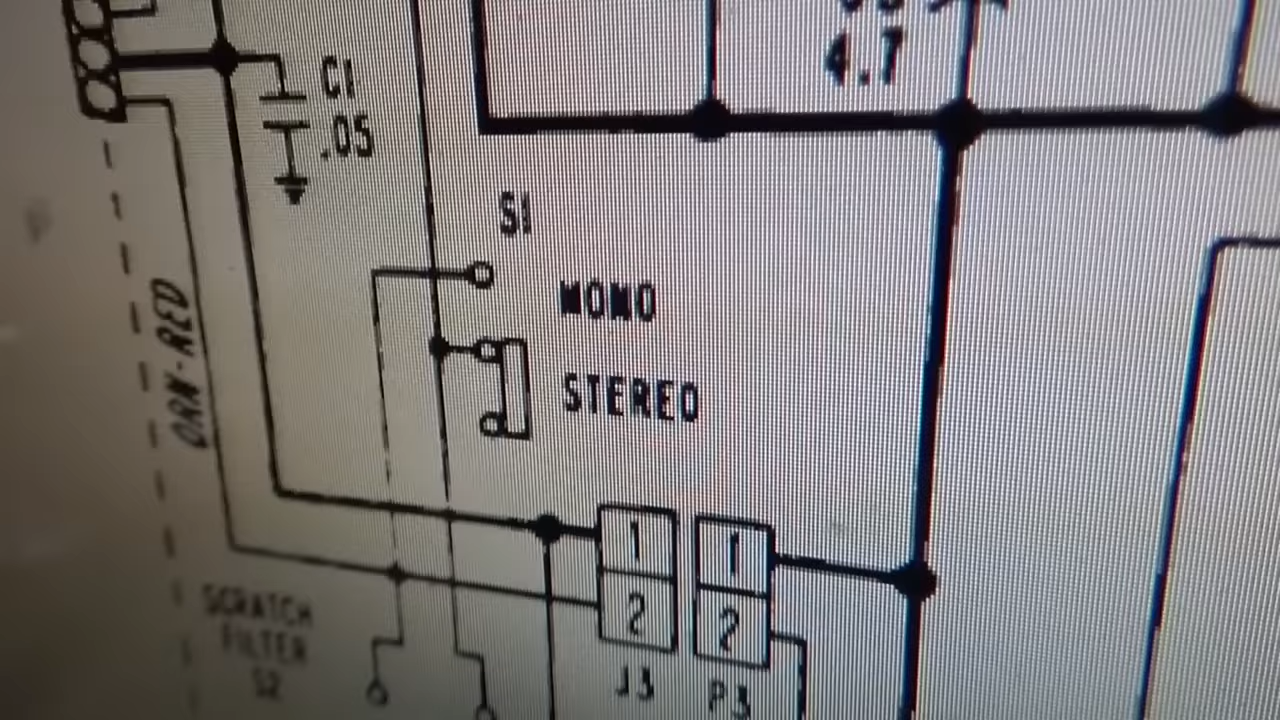 4.7
C1
.05
S1
MONO
STEREO
ORN-RED
1
1
2
2
SCRATCH
FILTER
S2
J3
P3